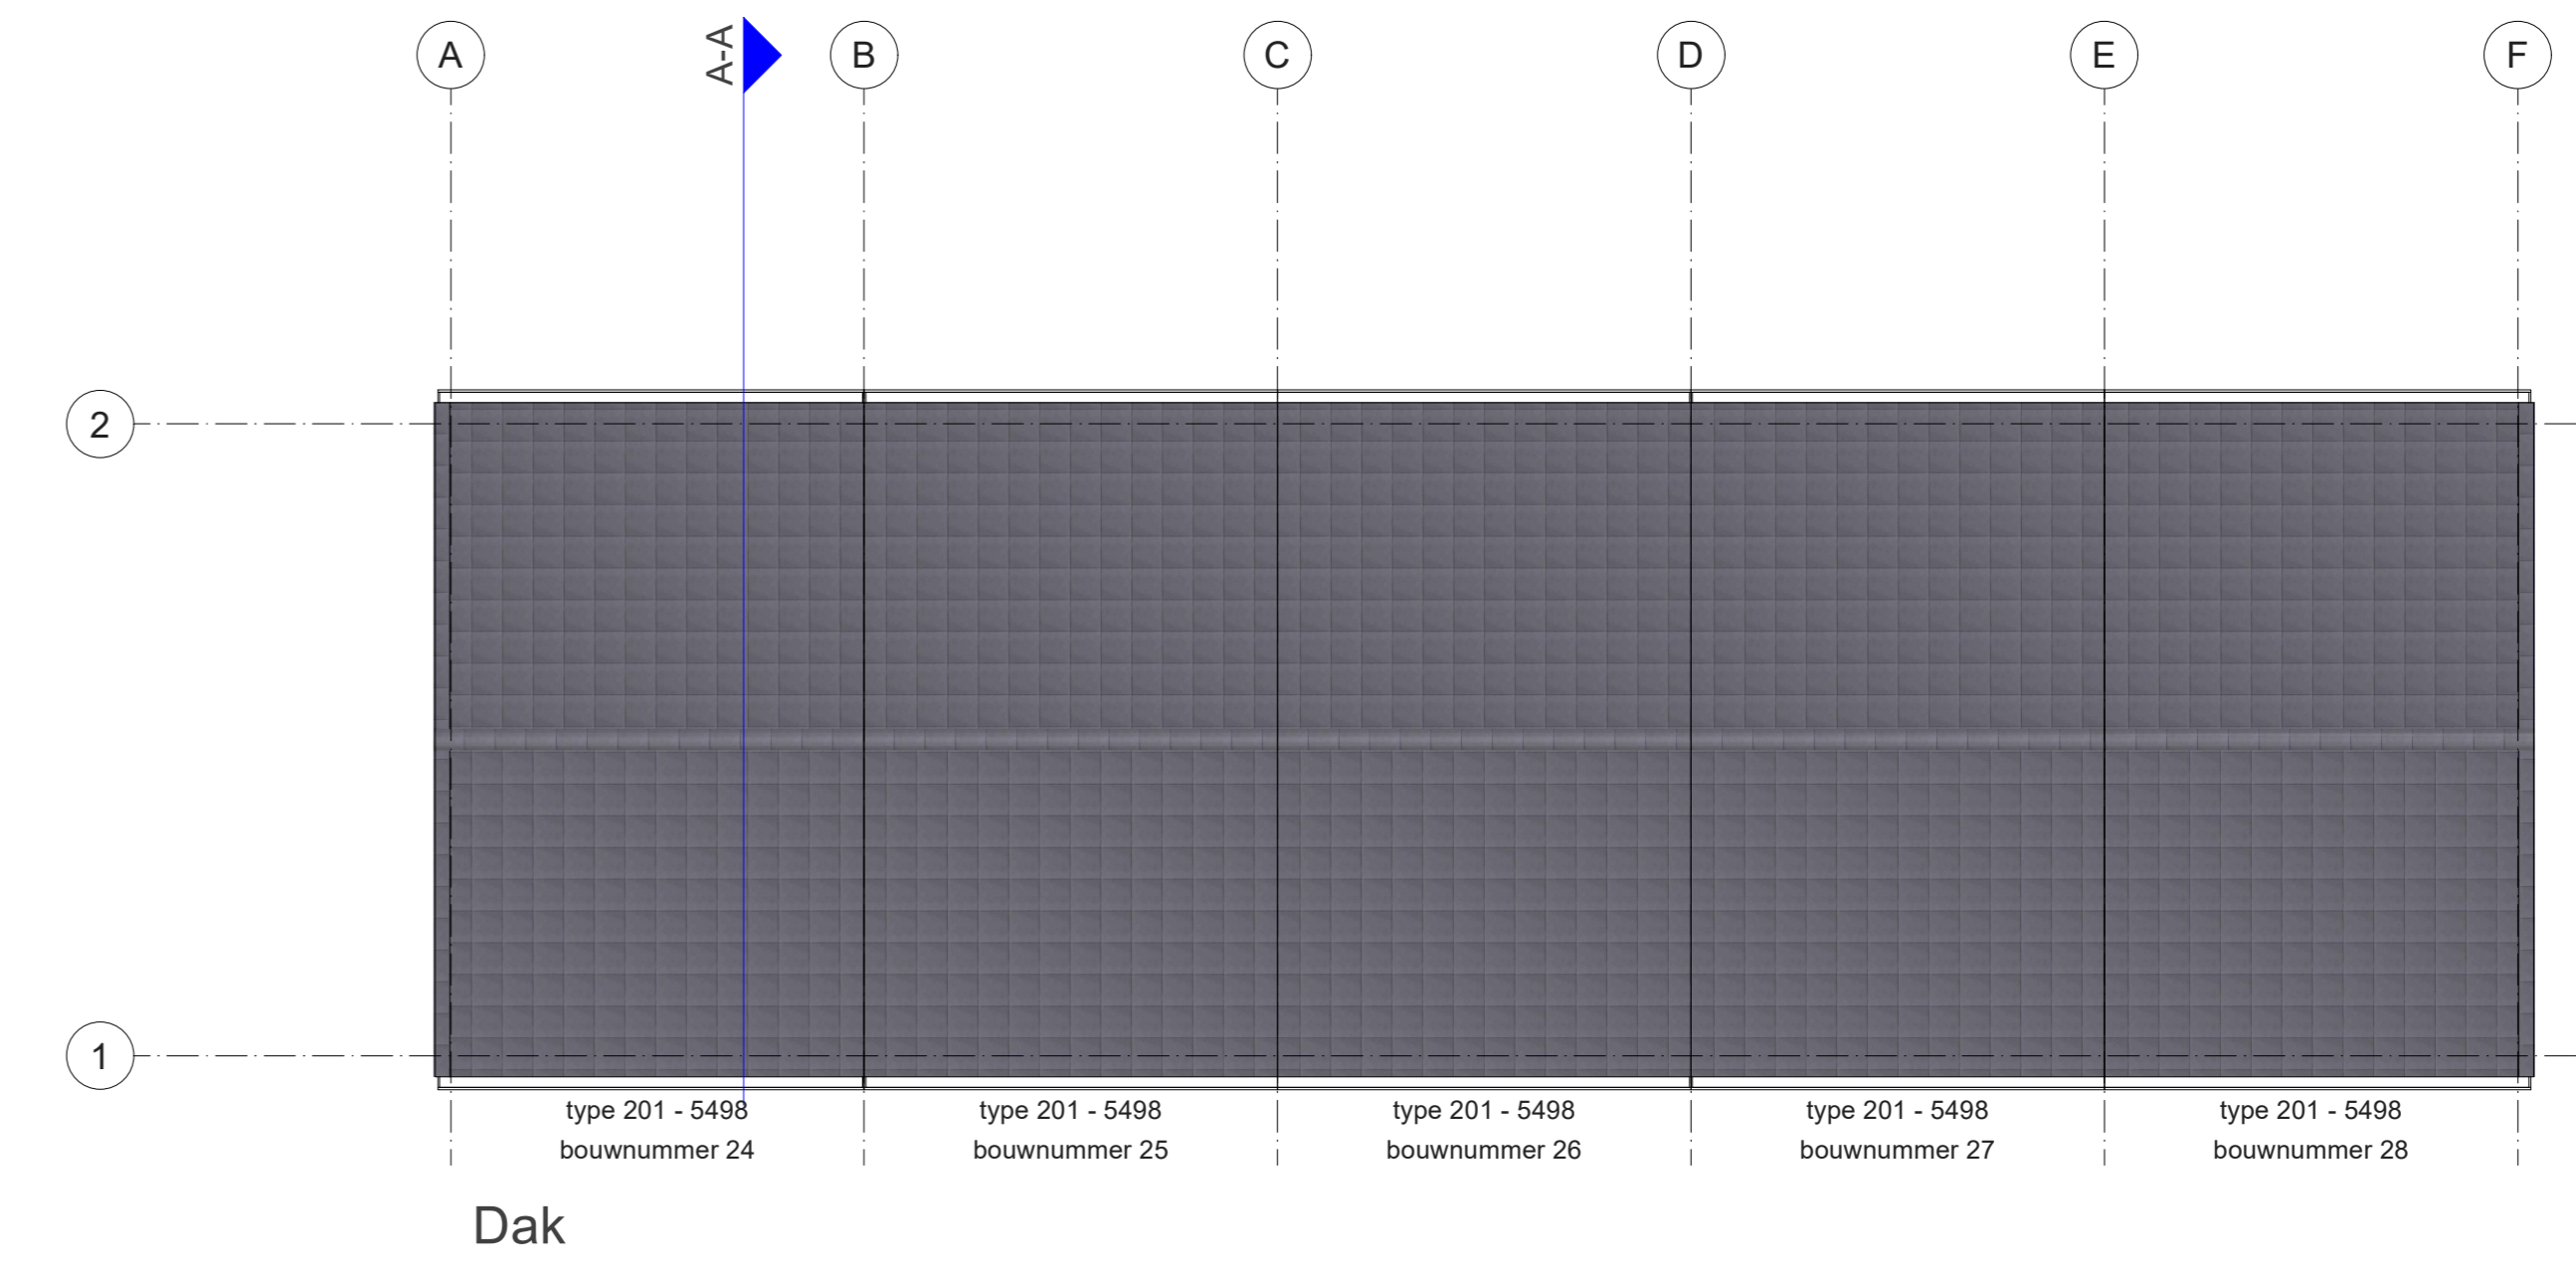 A
A-A
B
C
D
E
F
2
1
type 201 - 5498
bouwnummer 24
type 201 - 5498
bouwnummer 25
type 201 - 5498
bouwnummer 26
type 201 - 5498
bouwnummer 27
type 201 - 5498
bouwnummer 28
Dak